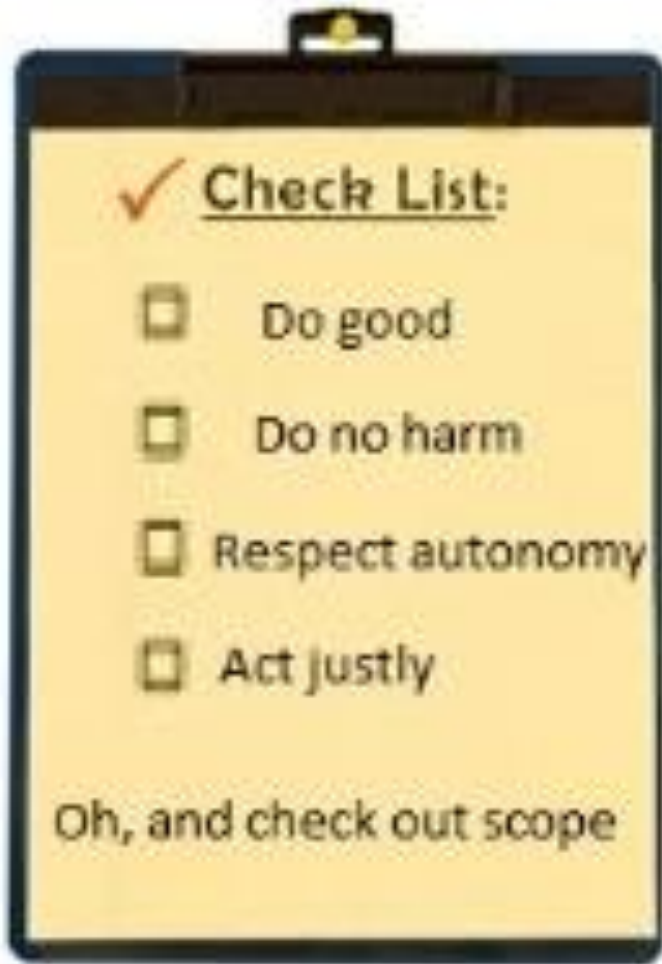 Check List:
Do good
Do no harm
Respect autonomy
Act justly
Oh, and check out scope